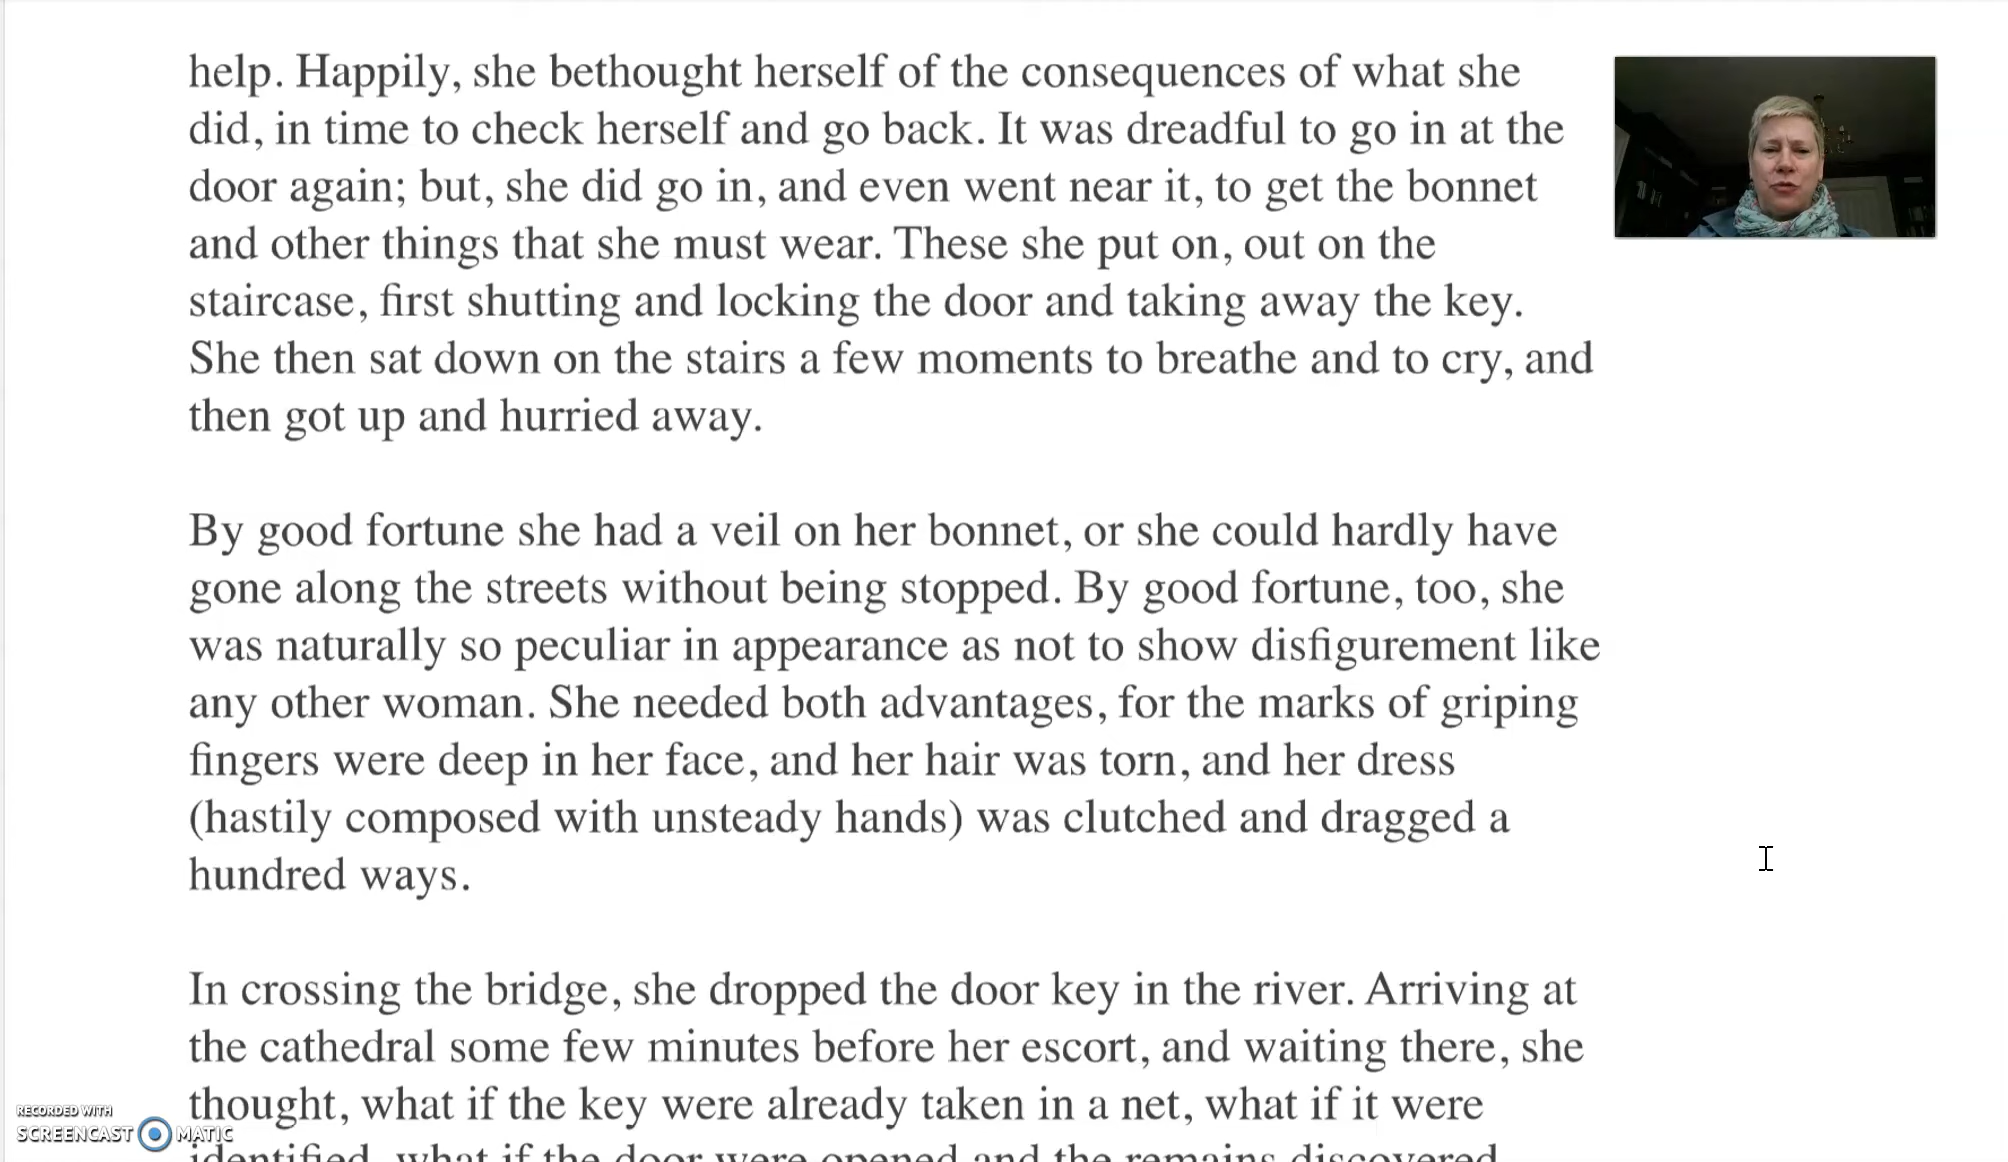 help. Happily, she bethought herself of the consequences of what she
did, in time to check herself and go back. It was dreadful to go in at the
door again; but, she did go in, and even went near it, to get the bonnet
and other things that she must wear. These she put on, out on the
staircase, first shutting and locking the door and taking away the key.
She then sat down on the stairs a few moments to breathe and to cry, and
then got up and hurried away.
By good fortune she had a veil on her bonnet, or she could hardly have
gone along the streets without being stopped. By good fortune, too, she
was naturally so peculiar in appearance as not to show disfigurement like
any other woman. She needed both advantages, for the marks of griping
fingers were deep in her face, and her hair was torn, and her dress
(hastily composed with unsteady hands) was clutched and dragged a
hundred ways.
In crossing the bridge, she dropped the door key in the river. Arriving at
the cathedral some few minutes before her escort, and waiting there, she
thought, what if the key were already taken in a net, what if it were
identified, what if the door were opened and the remains discovered,
RECORDED WITH
SCREENCAST MATIC